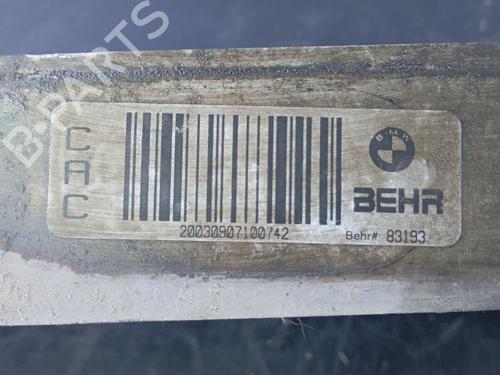 B-PARTS
CAC
BMW
BEHR
20030907100742
Behr# 83193